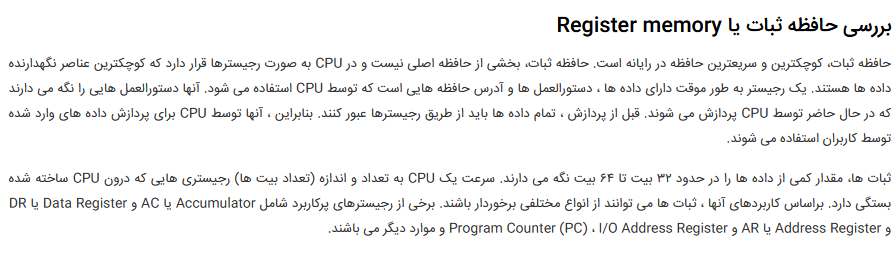 بررسی حافظه ثبات یا Register memory
حافظه ثبات، کوچکترین و سریعترین حافظه در رایانه است. حافظه ثبات، بخشی از حافظه اصلی نیست و در CPU به صورت رجیسترها قرار دارد که کوچکترین عناصر نگهدارنده
داده ها هستند. یک رجیستر به طور موقت دارای داده ها ، دستورالعمل ها و آدرس حافظه هایی است که توسط CPU استفاده می شود. آنها دستورالعمل هایی را نگه می دارند
که در حال حاضر توسط CPU پردازش می شوند. قبل از پردازش ، تمام داده ها باید از طریق رجیسترها عبور کنند. بنابراین ، آنها توسط CPU برای پردازش داده های وارد شده
توسط کاربران استفاده می شوند.
ثبات ها، مقدار کمی از داده ها را در حدود ۳۲ بیت تا ۶۴ بیت نگه می دارند. سرعت یک CPU به تعداد و اندازه (تعداد بیت ها) رجیستری هایی که درون CPU ساخته شده
بستگی دارد. براساس کاربردهای آنها ، ثبات ها می توانند از انواع مختلفی برخوردار باشند. برخی از رجیسترهای پرکاربرد شامل Accumulator یا AC و Data Register یا DR
و Address Register یا AR و Program Counter (PC) ، I/O Address Register و موارد دیگر می باشند.